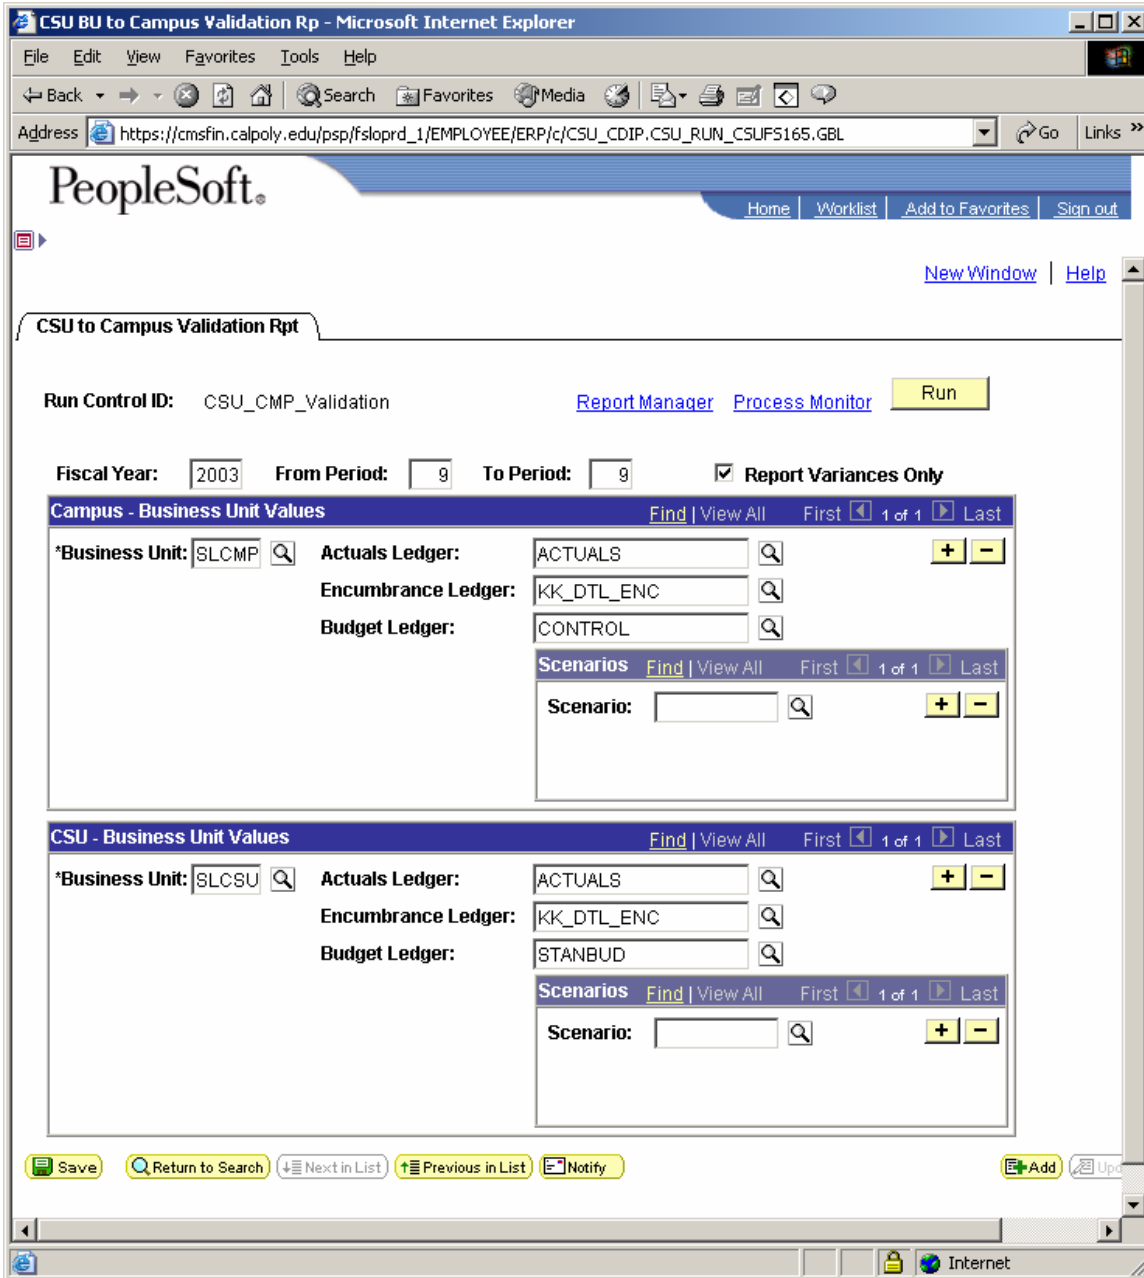 CSU BU to Campus Validation Rp - Microsoft Internet Explorer
File Edit View Favorites Tools Help
Back Search Favorites Media
Address https://cmsfin.calpoly.edu/psp/fsloprd_1/EMPLOYEE/ERP/c/CSU_CDIP.CSU_RUN_CSUFS165.GBL Go Links »
PeopleSoft.
Home Worklist Add to Favorites Sign out
New Window | Help
CSU to Campus Validation Rpt
Run Control ID: CSU_CMP_Validation Report Manager Process Monitor Run
Fiscal Year: 2003 From Period: 9 To Period: 9 Report Variances Only
Campus - Business Unit Values Find | View All First 1 of 1 Last
*Business Unit: SLCMP Actuals Ledger: ACTUALS + -
Encumbrance Ledger: KK_DTL_ENC
Budget Ledger: CONTROL
Scenarios Find | View All First 1 of 1 Last
Scenario: + -
CSU - Business Unit Values Find | View All First 1 of 1 Last
*Business Unit: SLCSU Actuals Ledger: ACTUALS + -
Encumbrance Ledger: KK_DTL_ENC
Budget Ledger: STANBUD
Scenarios Find | View All First 1 of 1 Last
Scenario: + -
Save Return to Search Next in List Previous in List Notify Add Upd
Internet